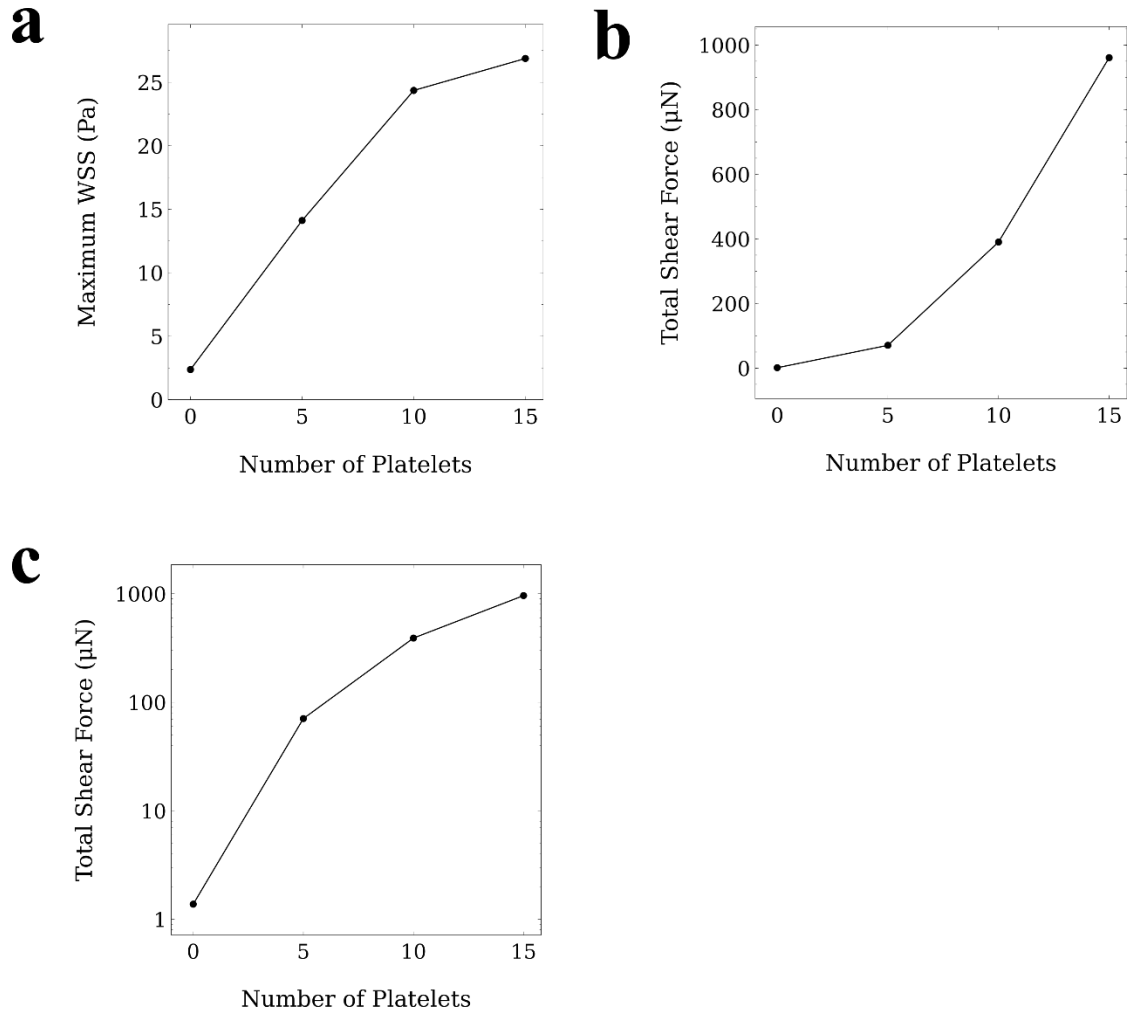 a
Maximum WSS (Pa)
25
20
15
10
5
0
0 5 10 15
Number of Platelets
b
Total Shear Force (μN)
1000
800
600
400
200
0
0 5 10 15
Number of Platelets
c
Total Shear Force (μN)
1000
100
10
1
0 5 10 15
Number of Platelets